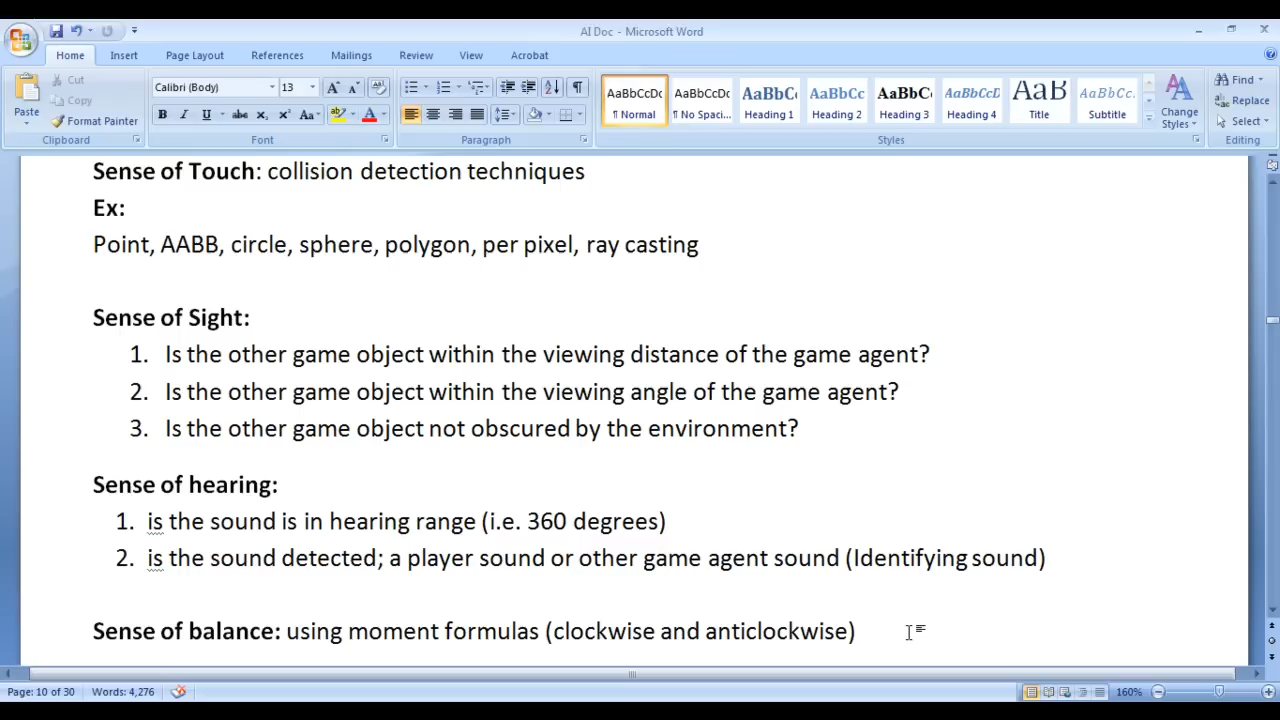 AI Doc - Microsoft Word
Home Insert Page Layout References Mailings Review View Acrobat
Paste Cut Copy Format Painter
Calibri (Body) 13
B I U abc x₂ x² Aa A
AaBbCcDc AaBbCcDc AaBbC AaBbCc AaBbC AaBbCcD AaB AaBbCc.
¶ Normal ¶ No Spaci... Heading 1 Heading 2 Heading 3 Heading 4 Title Subtitle
Change Styles
Find Replace Select
Clipboard Font Paragraph Styles Editing
Sense of Touch: collision detection techniques
Ex:
Point, AABB, circle, sphere, polygon, per pixel, ray casting
Sense of Sight:
1. Is the other game object within the viewing distance of the game agent?
2. Is the other game object within the viewing angle of the game agent?
3. Is the other game object not obscured by the environment?
Sense of hearing:
1. is the sound is in hearing range (i.e. 360 degrees)
2. is the sound detected; a player sound or other game agent sound (Identifying sound)
Sense of balance: using moment formulas (clockwise and anticlockwise)
Page: 10 of 30 Words: 4,276 160%